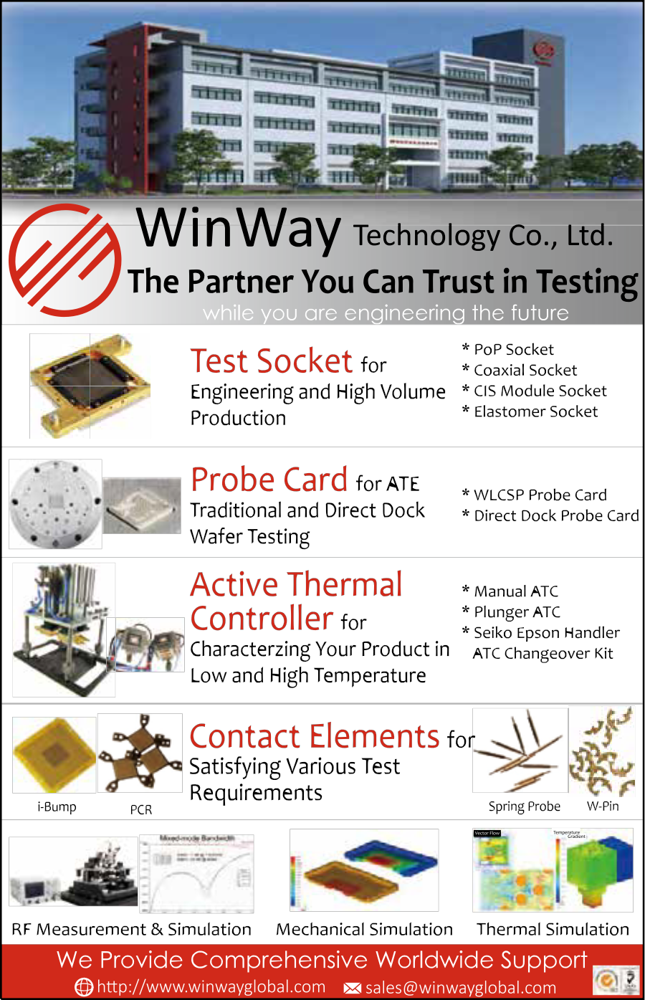 WinWay Technology Co., Ltd.
The Partner You Can Trust in Testing
while you are engineering the future
Test Socket for
Engineering and High Volume
Production
* PoP Socket
* Coaxial Socket
* CIS Module Socket
* Elastomer Socket
Probe Card for ATE
Traditional and Direct Dock
Wafer Testing
* WLCSP Probe Card
* Direct Dock Probe Card
Active Thermal
Controller for
Characterzing Your Product in
Low and High Temperature
* Manual ATC
* Plunger ATC
* Seiko Epson Handler
ATC Changeover Kit
Contact Elements for
Satisfying Various Test
Requirements
i-Bump
PCR
Spring Probe
W-Pin
Mixed-mode Bandwidth
Vector Flow
Temperature
Gradient
RF Measurement & Simulation
Mechanical Simulation
Thermal Simulation
We Provide Comprehensive Worldwide Support
http://www.winwayglobal.com
sales@winwayglobal.com